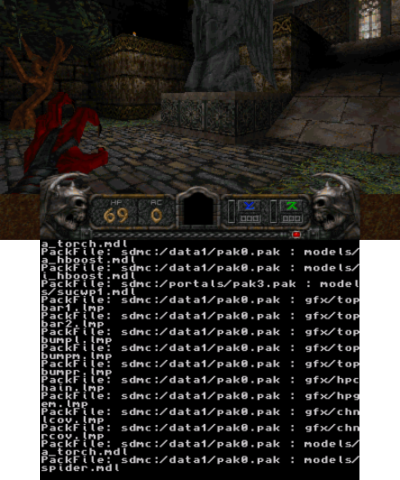 HP
AC
69
0
000
000
a_torch.mdl
PackFile: sdmc:/data1/pak0.pak : models/
a_hboost.mdl
PackFile: sdmc:/data1/pak0.pak : models/
i_hboost.mdl
PackFile: sdmc:/portals/pak3.pak : model
s/sucwp1.mdl
PackFile: sdmc:/data1/pak0.pak : gfx/top
bar1.lmp
PackFile: sdmc:/data1/pak0.pak : gfx/top
bar2.lmp
PackFile: sdmc:/data1/pak0.pak : gfx/top
bumpl.lmp
PackFile: sdmc:/data1/pak0.pak : gfx/top
bumpm.lmp
PackFile: sdmc:/data1/pak0.pak : gfx/top
bumpr.lmp
PackFile: sdmc:/data1/pak0.pak : gfx/hpc
hain.lmp
PackFile: sdmc:/data1/pak0.pak : gfx/hpg
em.lmp
PackFile: sdmc:/data1/pak0.pak : gfx/chn
lcov.lmp
PackFile: sdmc:/data1/pak0.pak : gfx/chn
rcov.lmp
PackFile: sdmc:/data1/pak0.pak : models/
a_torch.mdl
PackFile: sdmc:/data1/pak0.pak : models/
spider.mdl